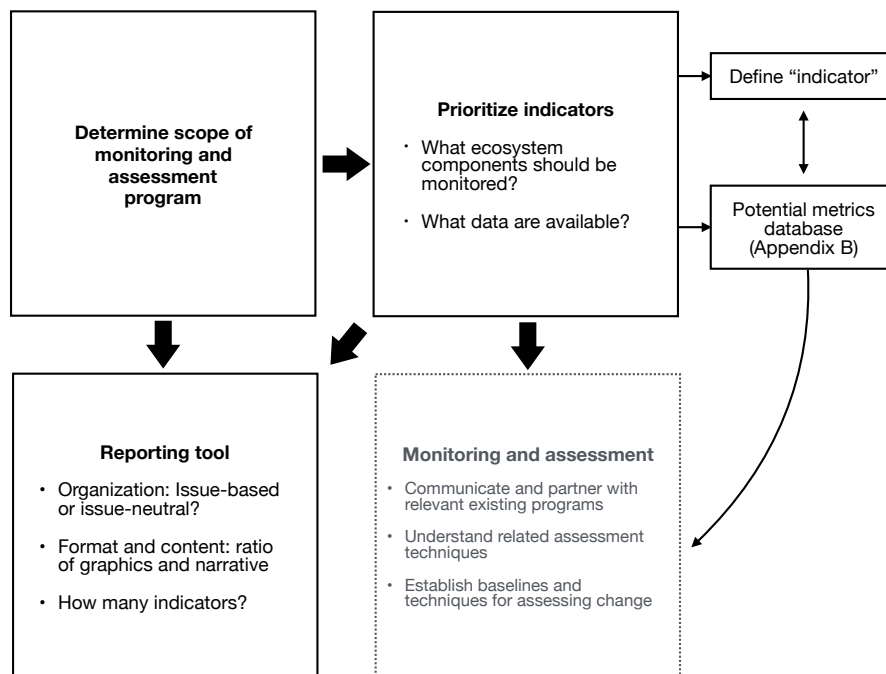 Determine scope of
monitoring and
assessment
program
Prioritize indicators
• What ecosystem
components should be
monitored?
• What data are available?
Define “indicator”
Potential metrics
database
(Appendix B)
Reporting tool
• Organization: Issue-based
or issue-neutral?
• Format and content: ratio
of graphics and narrative
• How many indicators?
Monitoring and assessment
• Communicate and partner with
relevant existing programs
• Understand related assessment
techniques
• Establish baselines and
techniques for assessing change